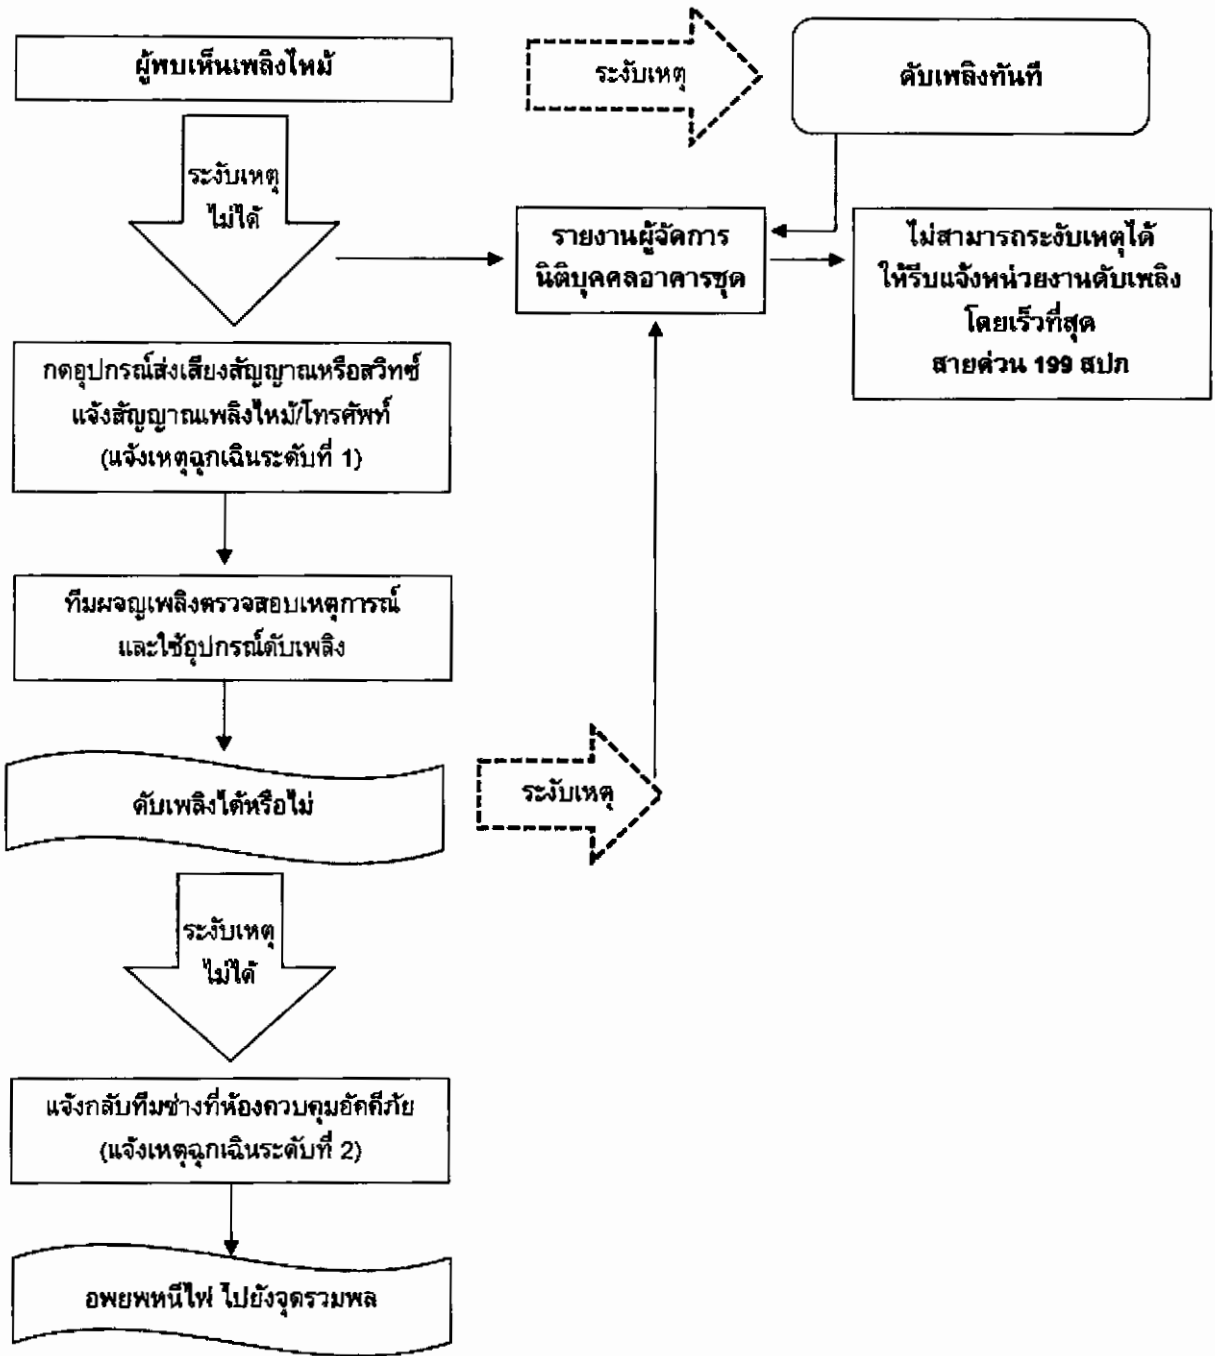 ผู้พบเห็นเพลิงไหม้
ระงับเหตุ
ดับเพลิงทันที
ระงับเหตุ
ไม่ได้
รายงานผู้จัดการ
นิติบุคคลอาคารชุด
ไม่สามารถระงับเหตุได้
ให้รีบแจ้งหน่วยงานดับเพลิง
โดยเร็วที่สุด
สายด่วน 199 สปภ
กดอุปกรณ์ส่งเสียงสัญญาณหรือสวิทซ์
แจ้งสัญญาณเพลิงไหม้/โทรศัพท์
(แจ้งเหตุฉุกเฉินระดับที่ 1)
ทีมผจญเพลิงตรวจสอบเหตุการณ์
และใช้อุปกรณ์ดับเพลิง
ดับเพลิงได้หรือไม่
ระงับเหตุ
ระงับเหตุ
ไม่ได้
แจ้งกลับทีมช่างที่ห้องควบคุมอัคคีภัย
(แจ้งเหตุฉุกเฉินระดับที่ 2)
อพยพหนีไฟ ไปยังจุดรวมพล